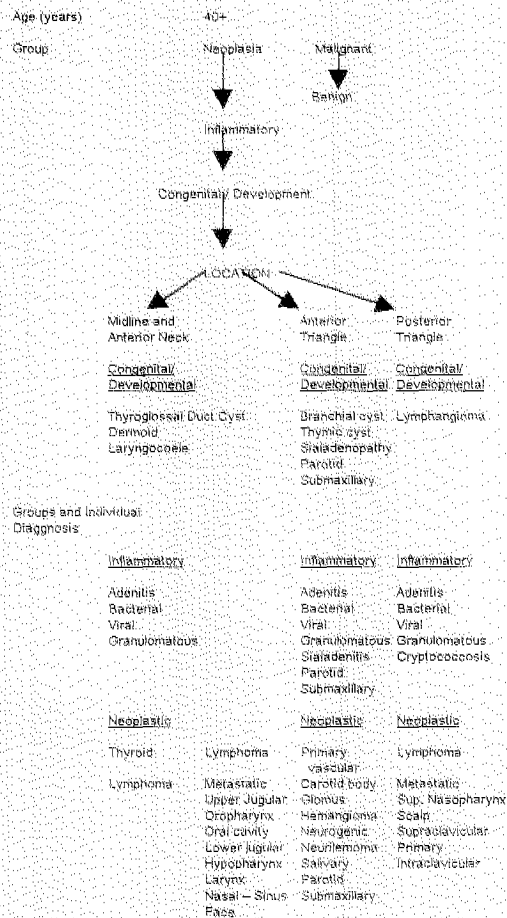 Age (years) 40+
Group Neoplasia Malignant
Benign
Inflammatory
Congenital/ Development
LOCATION
Midline and Anterior Posterior
Anterior Neck Triangle Triangle
Congenital/ Congenital/ Congenital/
Developmental Developmental Developmental
Thyroglossal Duct Cyst Branchial cyst Lymphangioma
Dermoid Thymic cyst
Laryngocoele Sialadenopathy
Parotid
Submaxillary
Groups and Individual
Diaggnosis
Inflammatory Inflammatory Inflammatory
Adenitis Adenitis Adenitis
Bacterial Bacterial Bacterial
Viral Viral Viral
Granulomatous Granulomatous Granulomatous
Sialadenitis Cryptococcosis
Parotid
Submaxillary
Neoplastic Neoplastic Neoplastic
Thyroid Lymphoma Primary Lymphoma
vascular
Lymphoma Metastatic Carotid body Metastatic
Upper Jugular Glomus Sup. Nasopharynx
Oropharynx Hemangioma Scalp
Oral cavity Neurogenic Supraclavicular
Lower jugular Neurilemoma Primary
Hypopharynx Salivary Intraclavicular
Larynx Parotid
Nasal – Sinus Submaxillary
Face